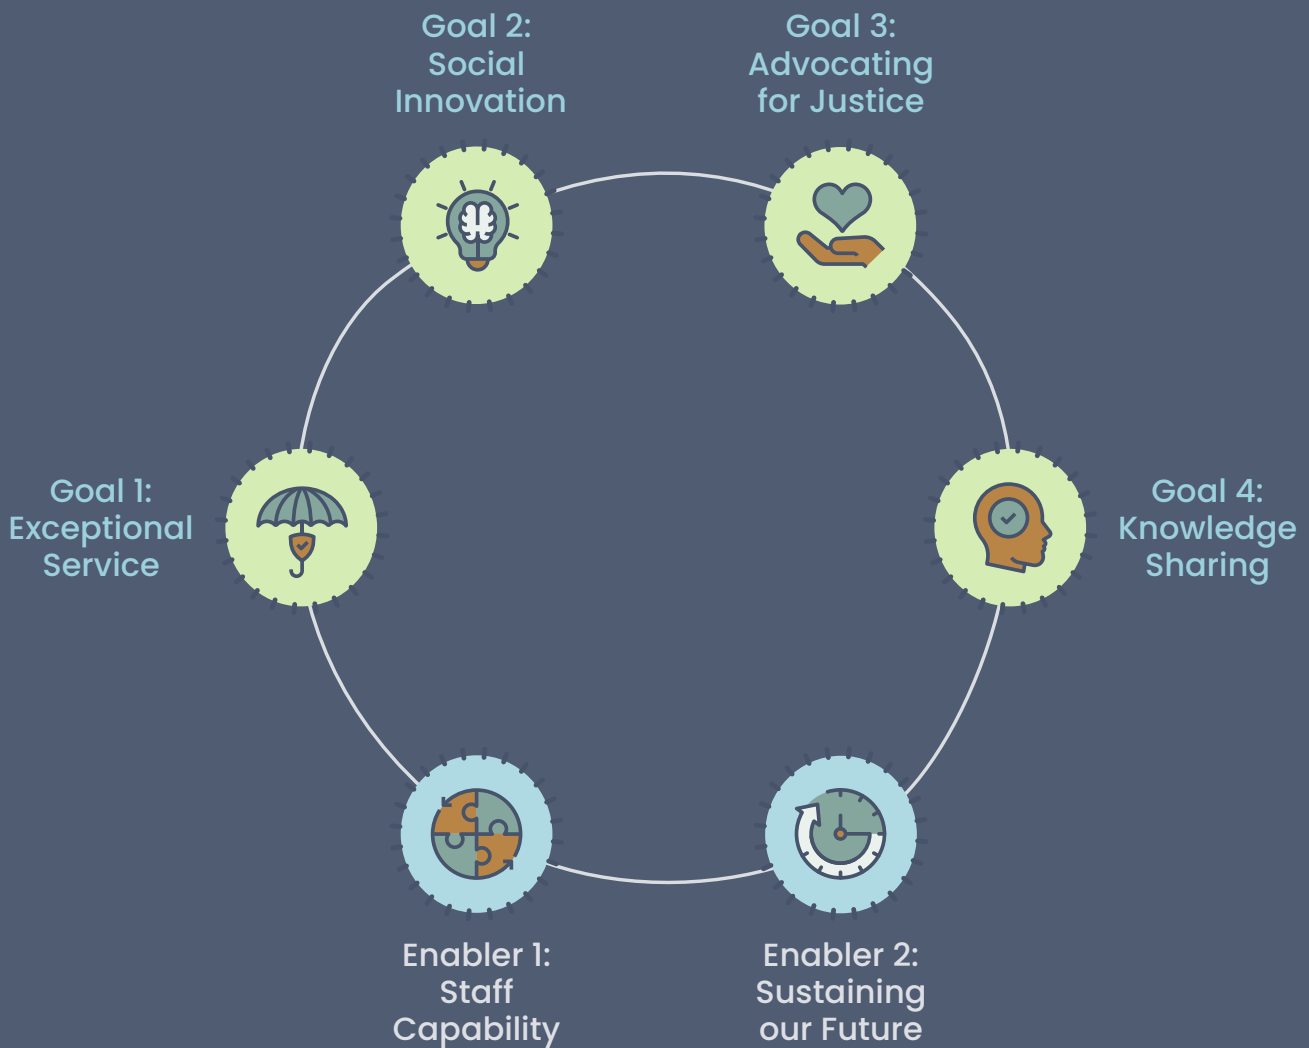 Goal 2:
Social
Innovation
Goal 3:
Advocating
for Justice
Goal 1:
Exceptional
Service
Goal 4:
Knowledge
Sharing
Enabler 1:
Staff
Capability
Enabler 2:
Sustaining
our Future